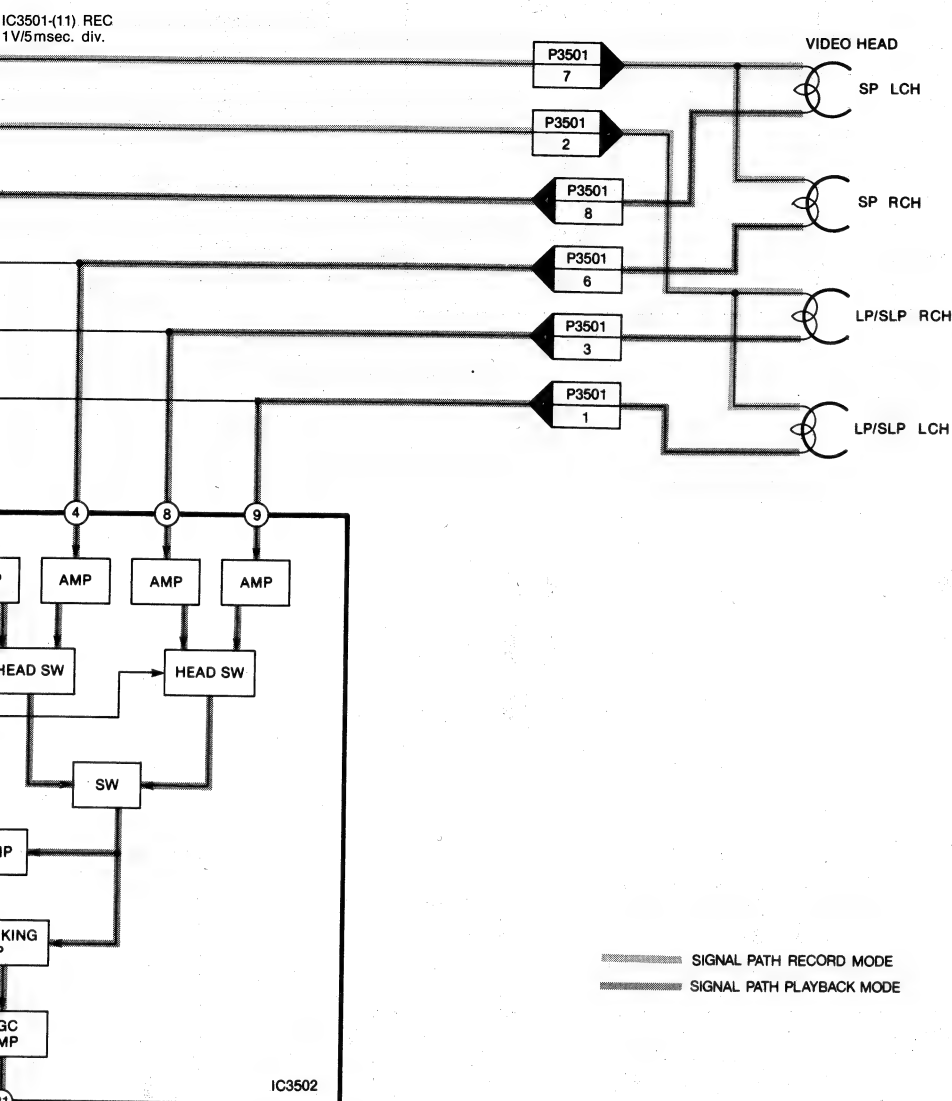 IC3501-(11) REC
1V/5msec. div.
VIDEO HEAD
P3501
7
SP LCH
P3501
2
P3501
8
SP RCH
P3501
6
P3501
3
LP/SLP RCH
P3501
1
LP/SLP LCH
4
8
9
AMP
AMP
AMP
HEAD SW
HEAD SW
SW
SIGNAL PATH RECORD MODE
SIGNAL PATH PLAYBACK MODE
IC3502